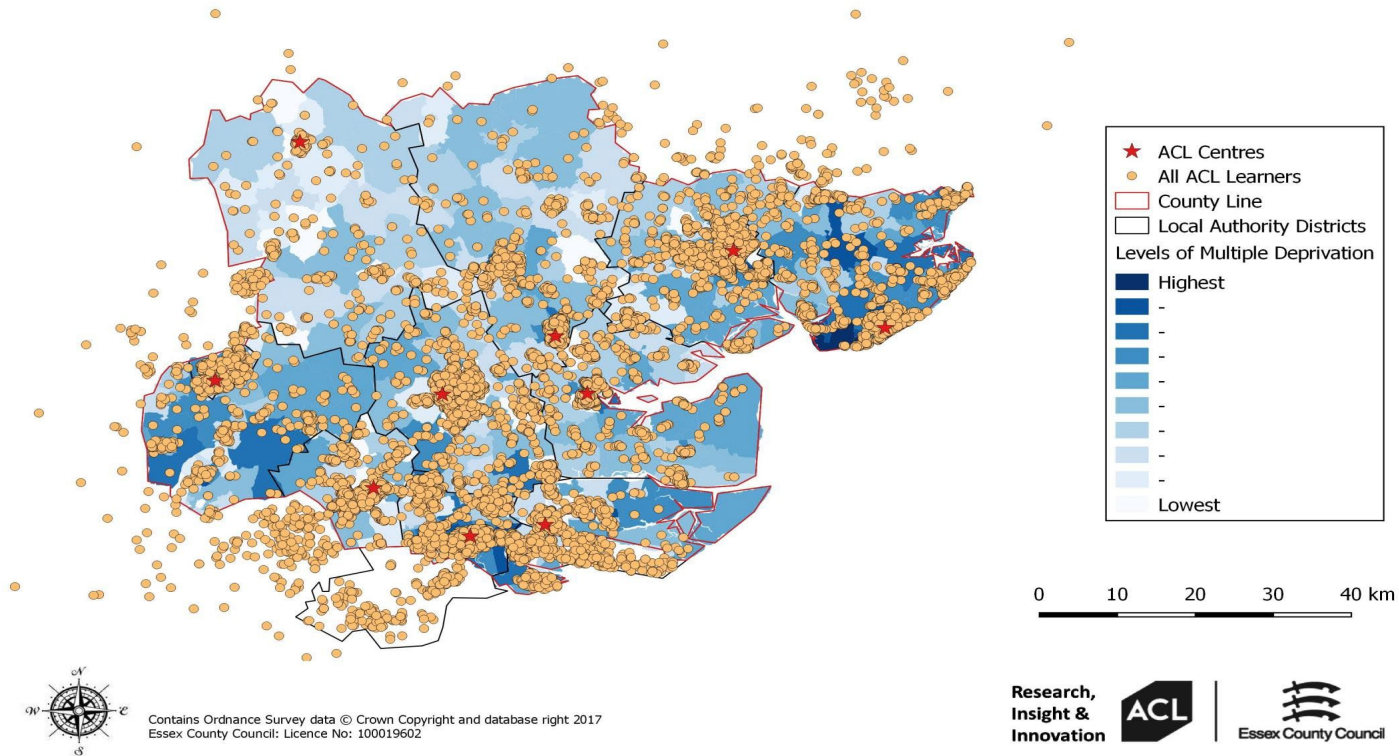 ACL Centres
All ACL Learners
County Line
Local Authority Districts
Levels of Multiple Deprivation
Highest
-
-
-
-
-
-
-
-
Lowest
0 10 20 30 40 km
N
W E
S
Contains Ordnance Survey data © Crown Copyright and database right 2017
Essex County Council: Licence No: 100019602
Research,
Insight &
Innovation
ACL
Essex County Council